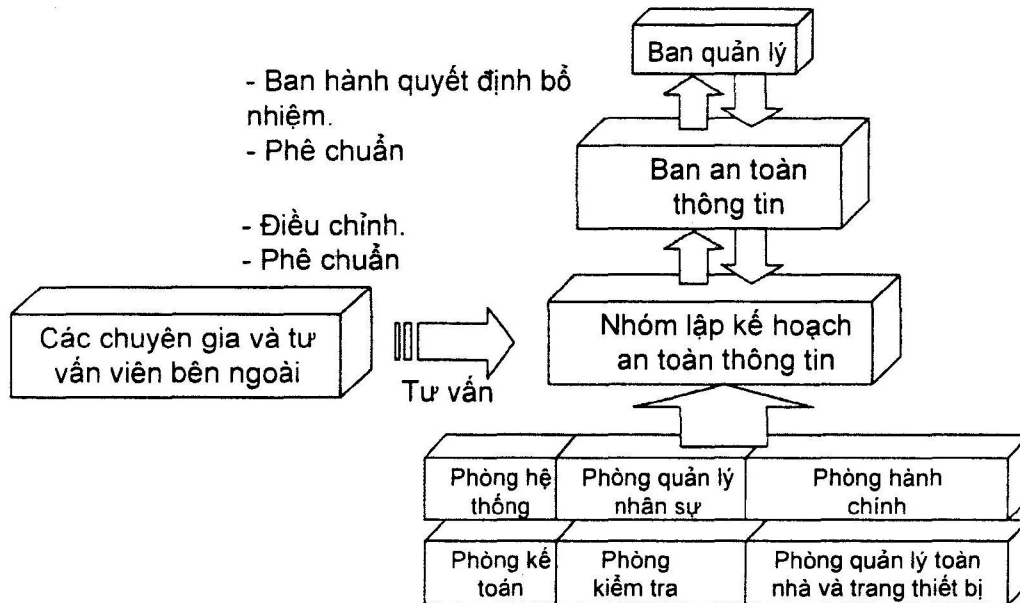 Ban quản lý
- Ban hành quyết định bổ
nhiệm.
- Phê chuẩn
Ban an toàn
thông tin
- Điều chỉnh.
- Phê chuẩn
Các chuyên gia và tư
vấn viên bên ngoài
Tư vấn
Nhóm lập kế hoạch
an toàn thông tin
Phòng hệ
thống
Phòng quản lý
nhân sự
Phòng hành
chính
Phòng kế
toán
Phòng
kiểm tra
Phòng quản lý toàn
nhà và trang thiết bị